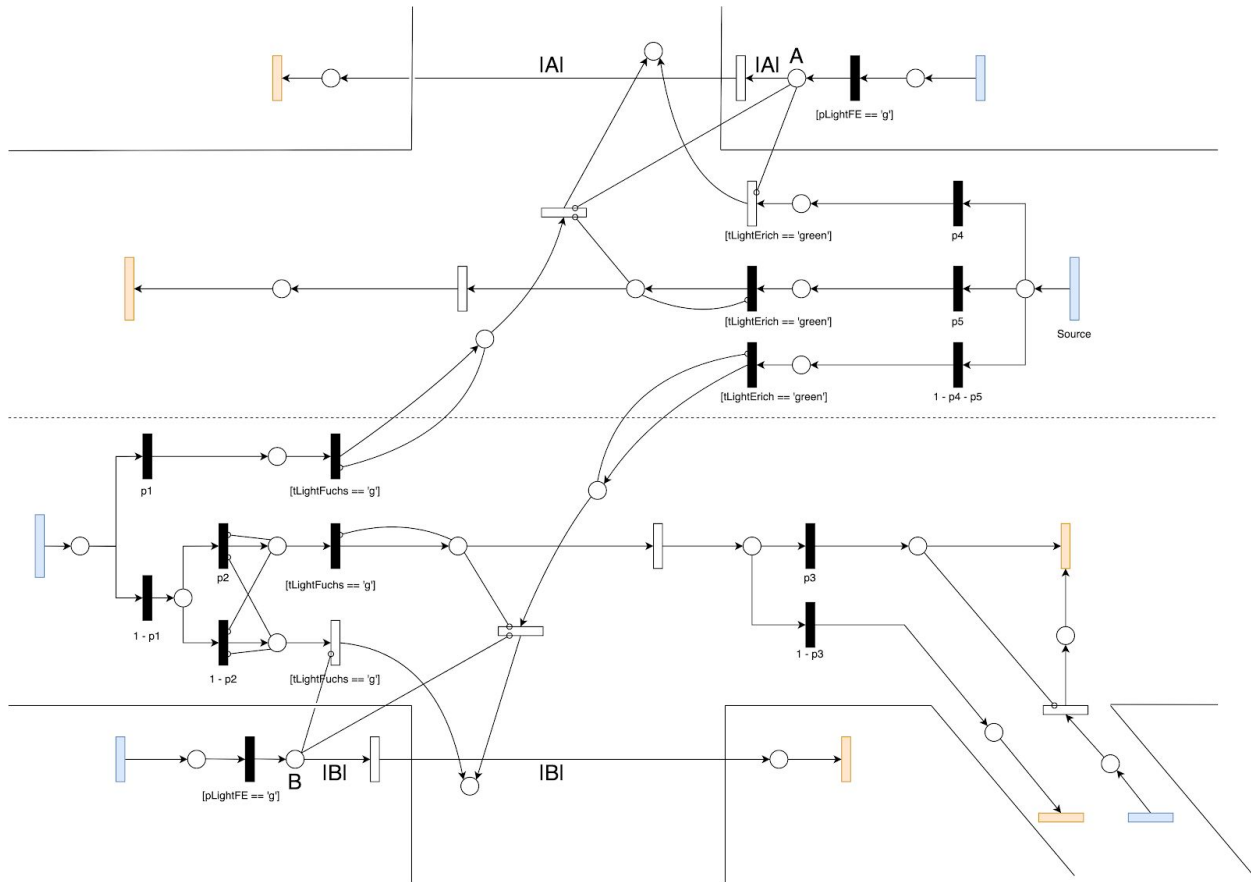 |A|
|A|
A
[pLightFE == 'g']
[tLightErich == 'green']
p4
[tLightErich == 'green']
p5
Source
[tLightErich == 'green']
1 - p4 - p5
p1
[tLightFuchs == 'g']
p2
[tLightFuchs == 'g']
p3
1 - p1
1 - p2
[tLightFuchs == 'g']
1 - p3
B
|B|
|B|
[pLightFE == 'g']